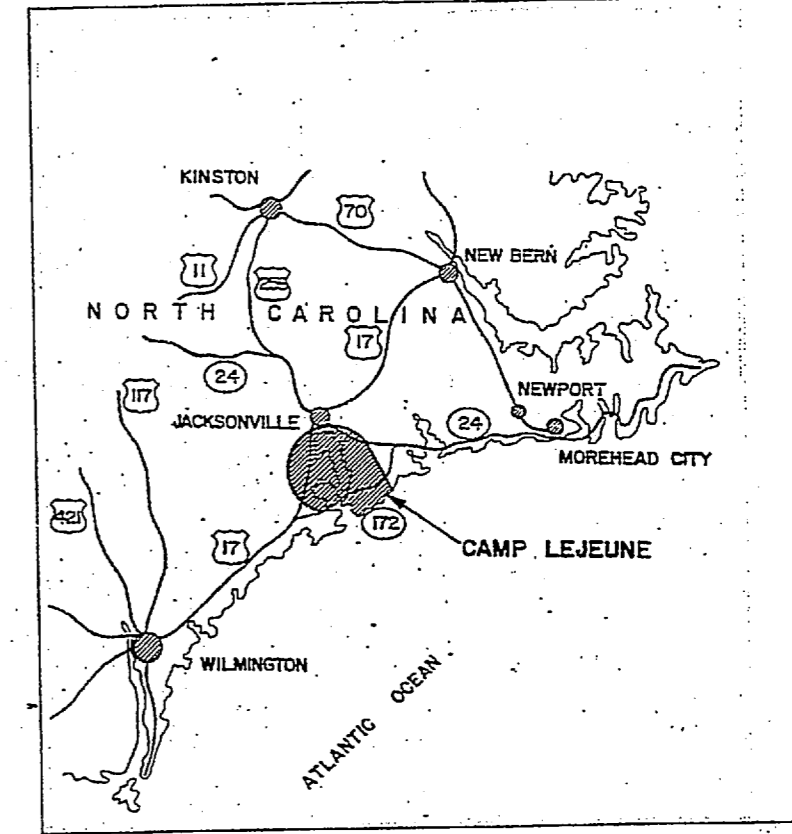 KINSTON
70
NEW BERN
11
258
NORTH CAROLINA
17
24
NEWPORT
117
JACKSONVILLE
24
MOREHEAD CITY
421
172
17
CAMP LEJEUNE
WILMINGTON
ATLANTIC OCEAN